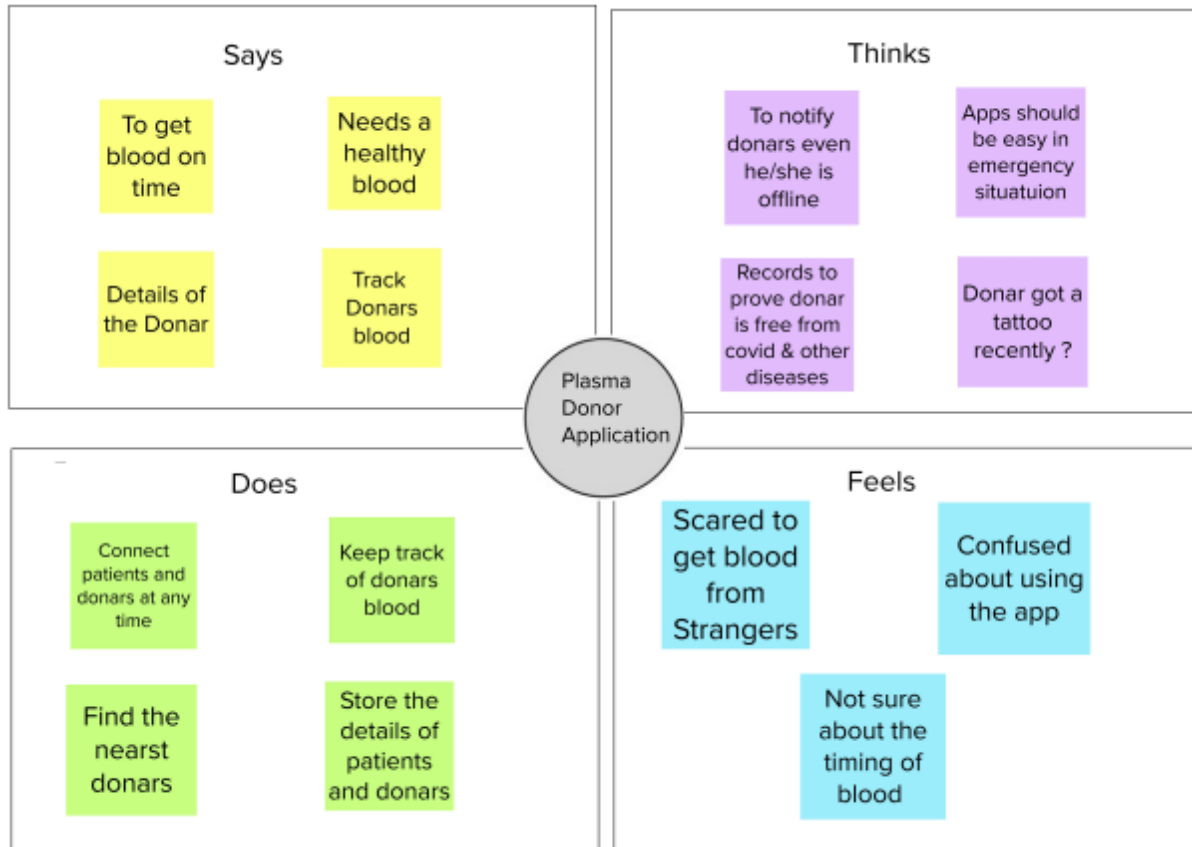 Says
To get
blood on
time
Needs a
healthy
blood
Details of
the Donar
Track
Donars
blood
Thinks
To notify
donars even
he/she is
offline
Apps should
be easy in
emergency
situatuion
Records to
prove donar
is free from
covid & other
diseases
Donar got a
tattoo
recently ?
Plasma
Donor
Application
Does
Connect
patients and
donars at any
time
Keep track
of donars
blood
Find the
nearst
donars
Store the
details of
patients
and donars
Feels
Scared to
get blood
from
Strangers
Confused
about using
the app
Not sure
about the
timing of
blood